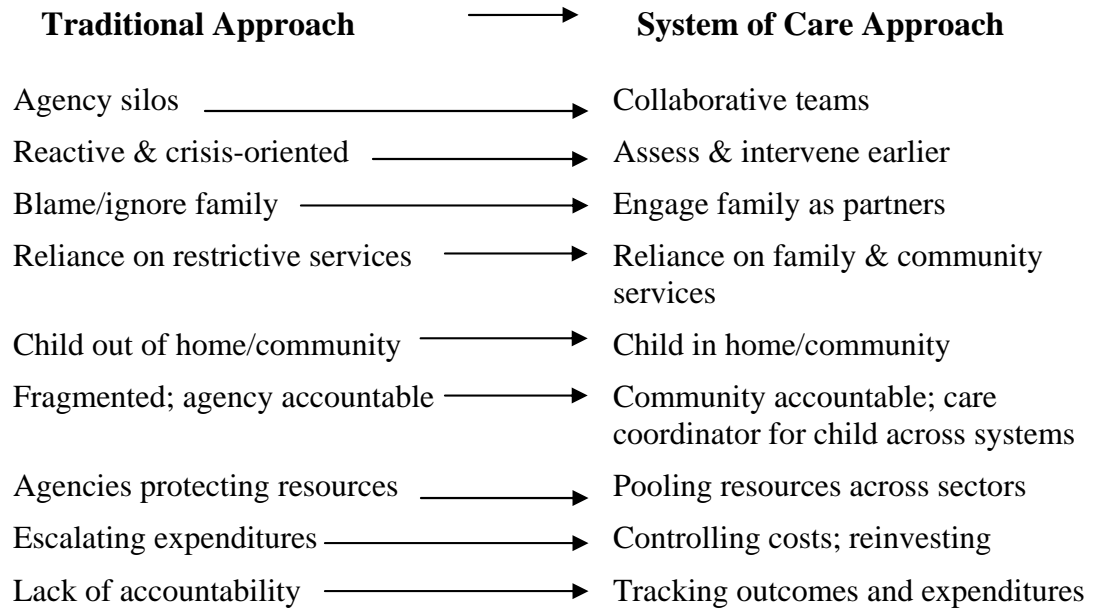 Traditional Approach System of Care Approach
Agency silos Collaborative teams
Reactive & crisis-oriented Assess & intervene earlier
Blame/ignore family Engage family as partners
Reliance on restrictive services Reliance on family & community
services
Child out of home/community Child in home/community
Fragmented; agency accountable Community accountable; care
coordinator for child across systems
Agencies protecting resources Pooling resources across sectors
Escalating expenditures Controlling costs; reinvesting
Lack of accountability Tracking outcomes and expenditures